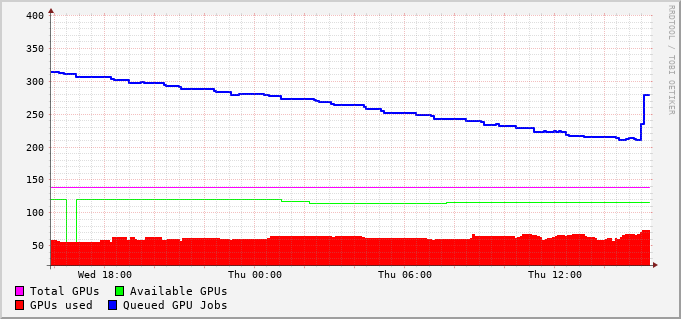 400
350
300
250
200
150
100
50
Wed 18:00 Thu 00:00 Thu 06:00 Thu 12:00
Total GPUs Available GPUs
GPUs used Queued GPU Jobs
RRDTOOL / TOBI OETIKER